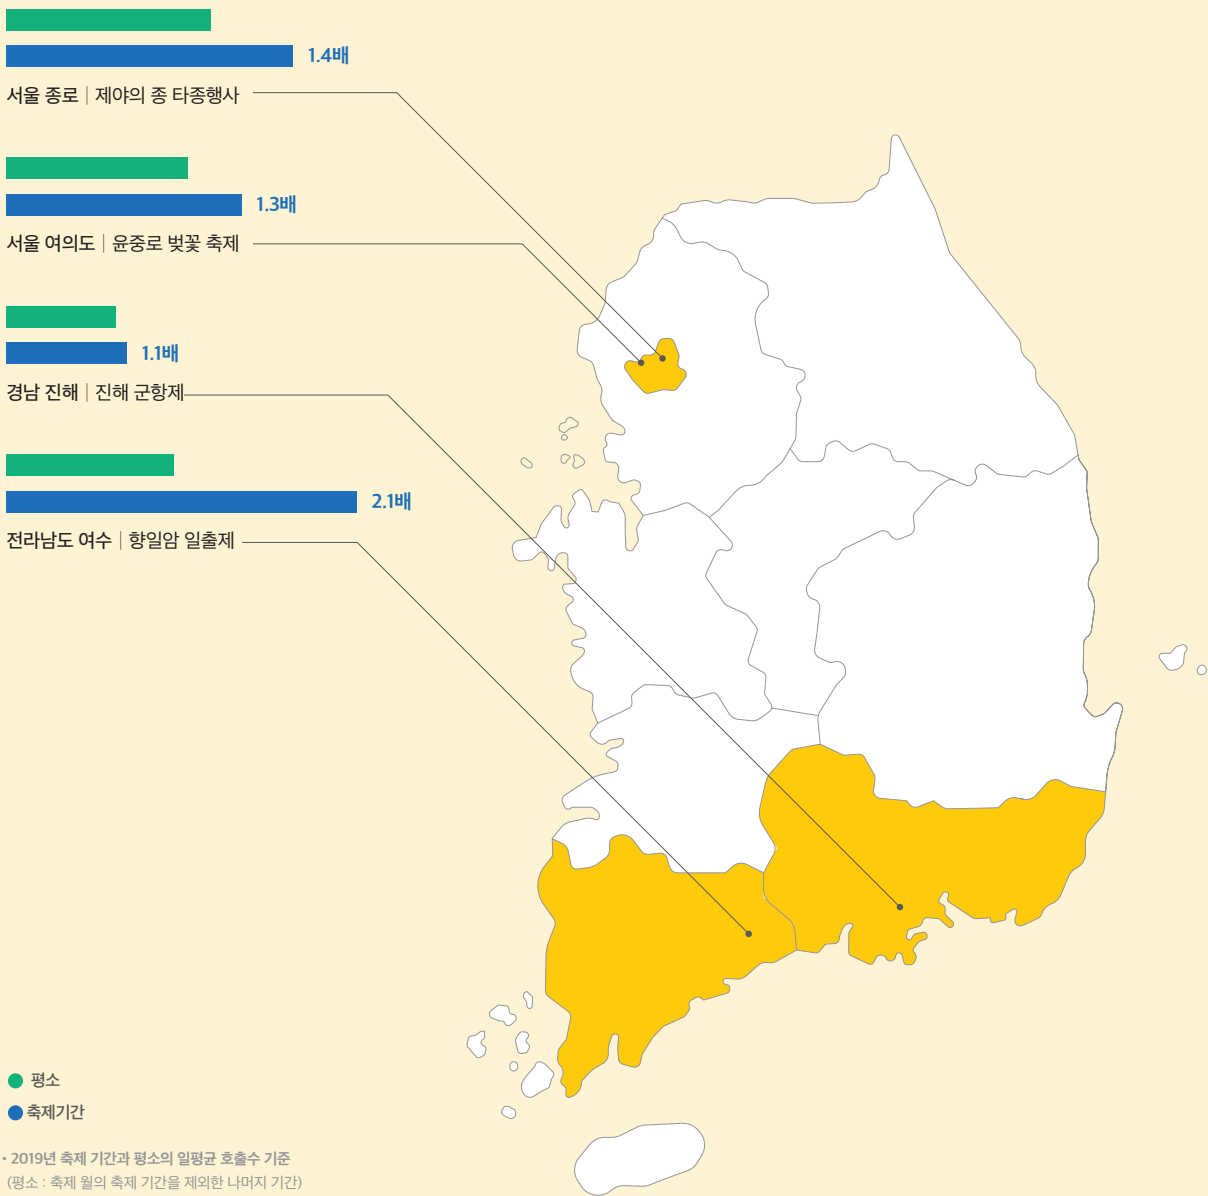 1.4배
서울 종로 | 제야의 종 타종행사
1.3배
서울 여의도 | 윤중로 벚꽃 축제
1.1배
경남 진해 | 진해 군항제
2.1배
전라남도 여수 | 향일암 일출제
평소
축제기간
• 2019년 축제 기간과 평소의 일평균 호출수 기준
(평소 : 축제 월의 축제 기간을 제외한 나머지 기간)